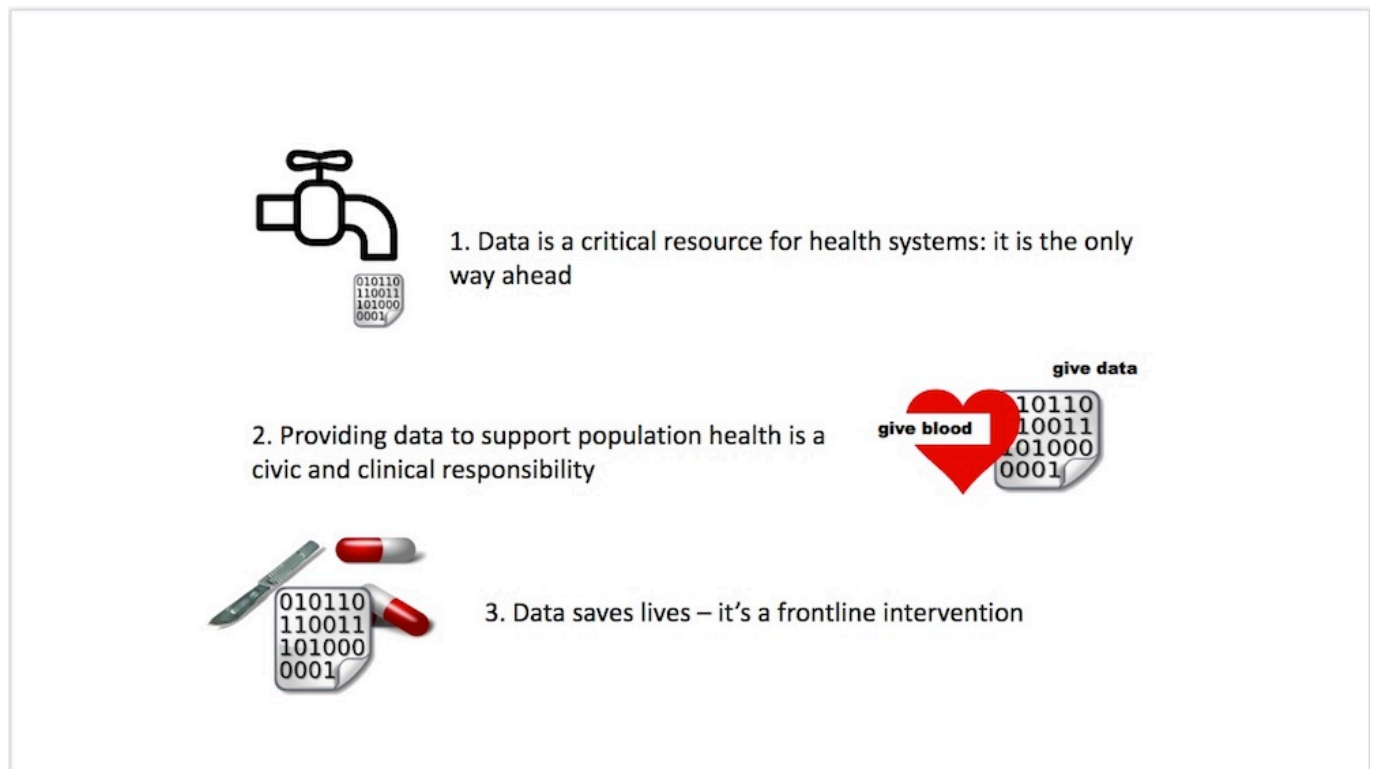 1. Data is a critical resource for health systems: it is the only
way ahead
010110
110011
101000
0001
give data
give blood
10110
10011
101000
0001
2. Providing data to support population health is a
civic and clinical responsibility
3. Data saves lives – it’s a frontline intervention
010110
110011
101000
0001